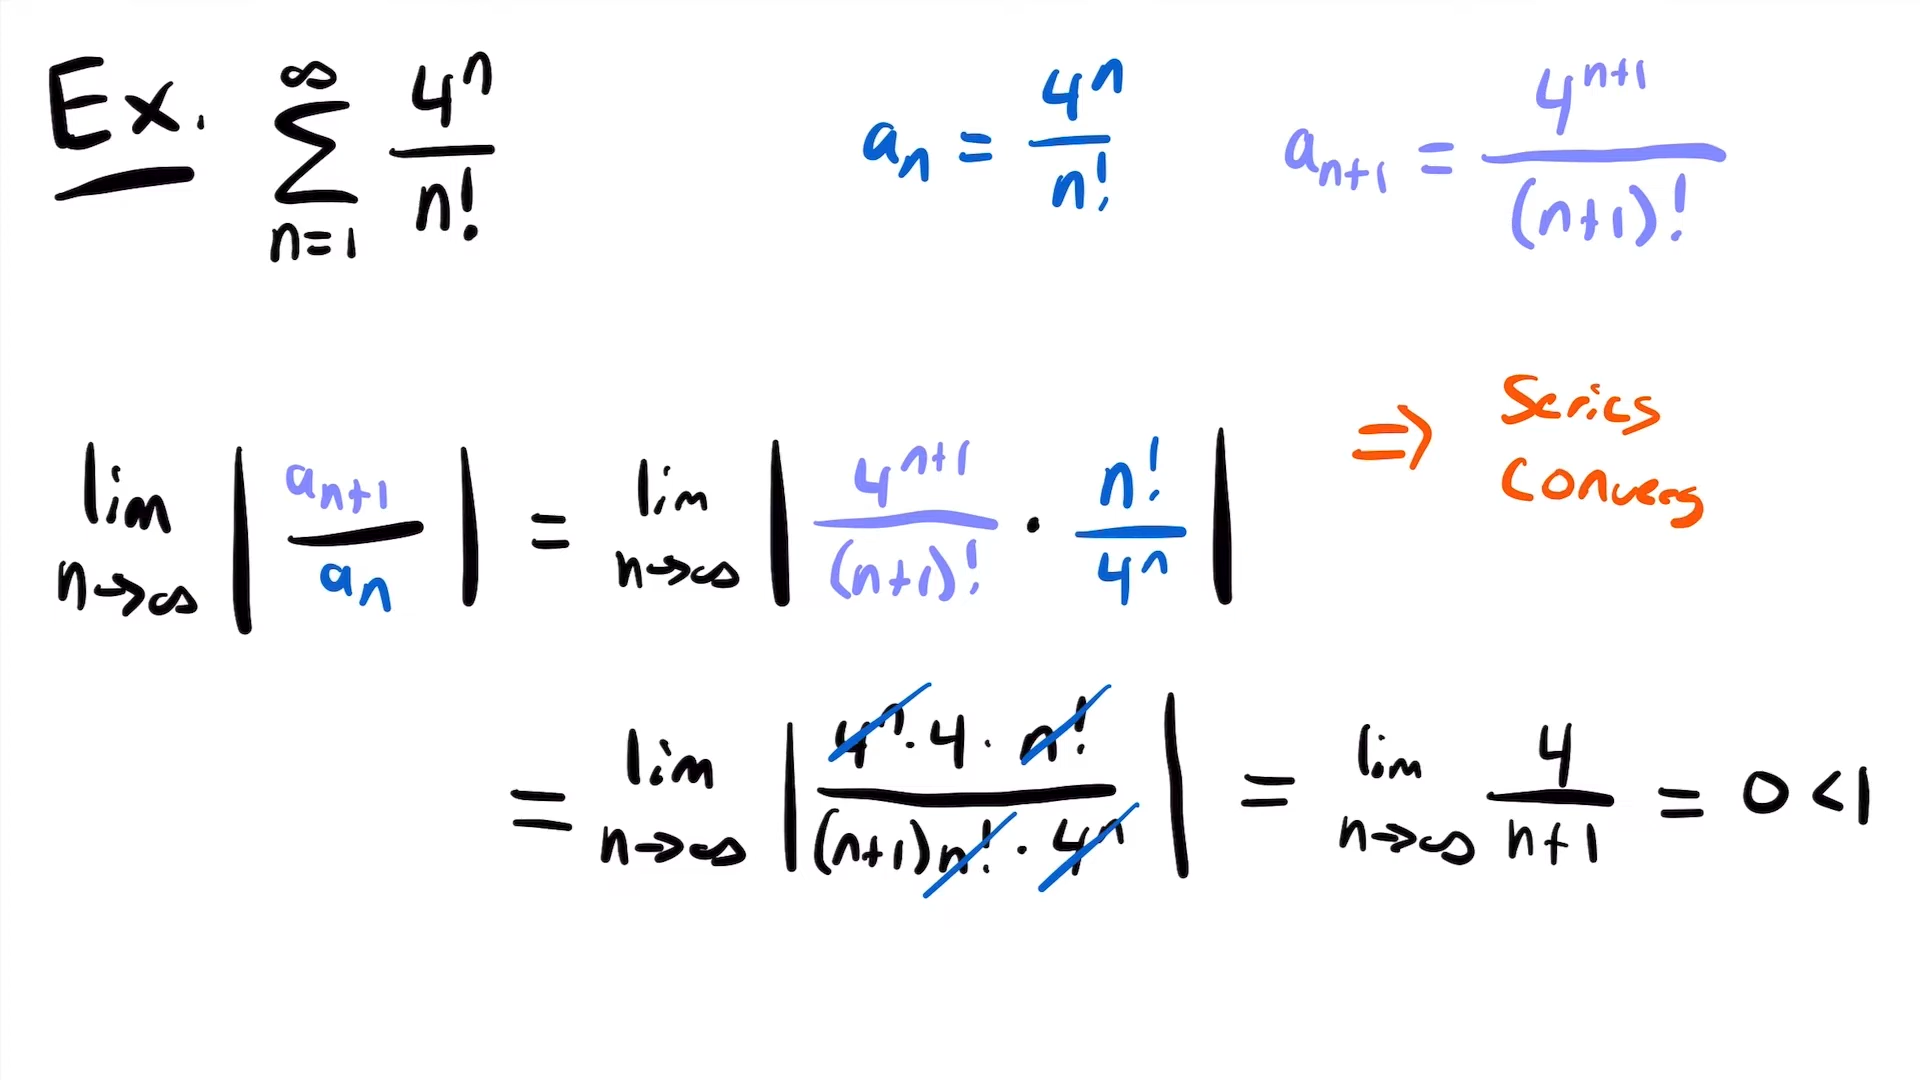 Ex. ∑_{n=1}^{∞} 4^n/n!   a_n = 4^n/n!   a_{n+1} = 4^{n+1}/(n+1)!
⇒ Series
Converg
lim_{n→∞} |a_{n+1}/a_n| = lim_{n→∞} |4^{n+1}/(n+1)! · n!/4^n|
= lim_{n→∞} |4^n · 4 · n!/((n+1)n! · 4^n)| = lim_{n→∞} 4/(n+1) = 0 < 1